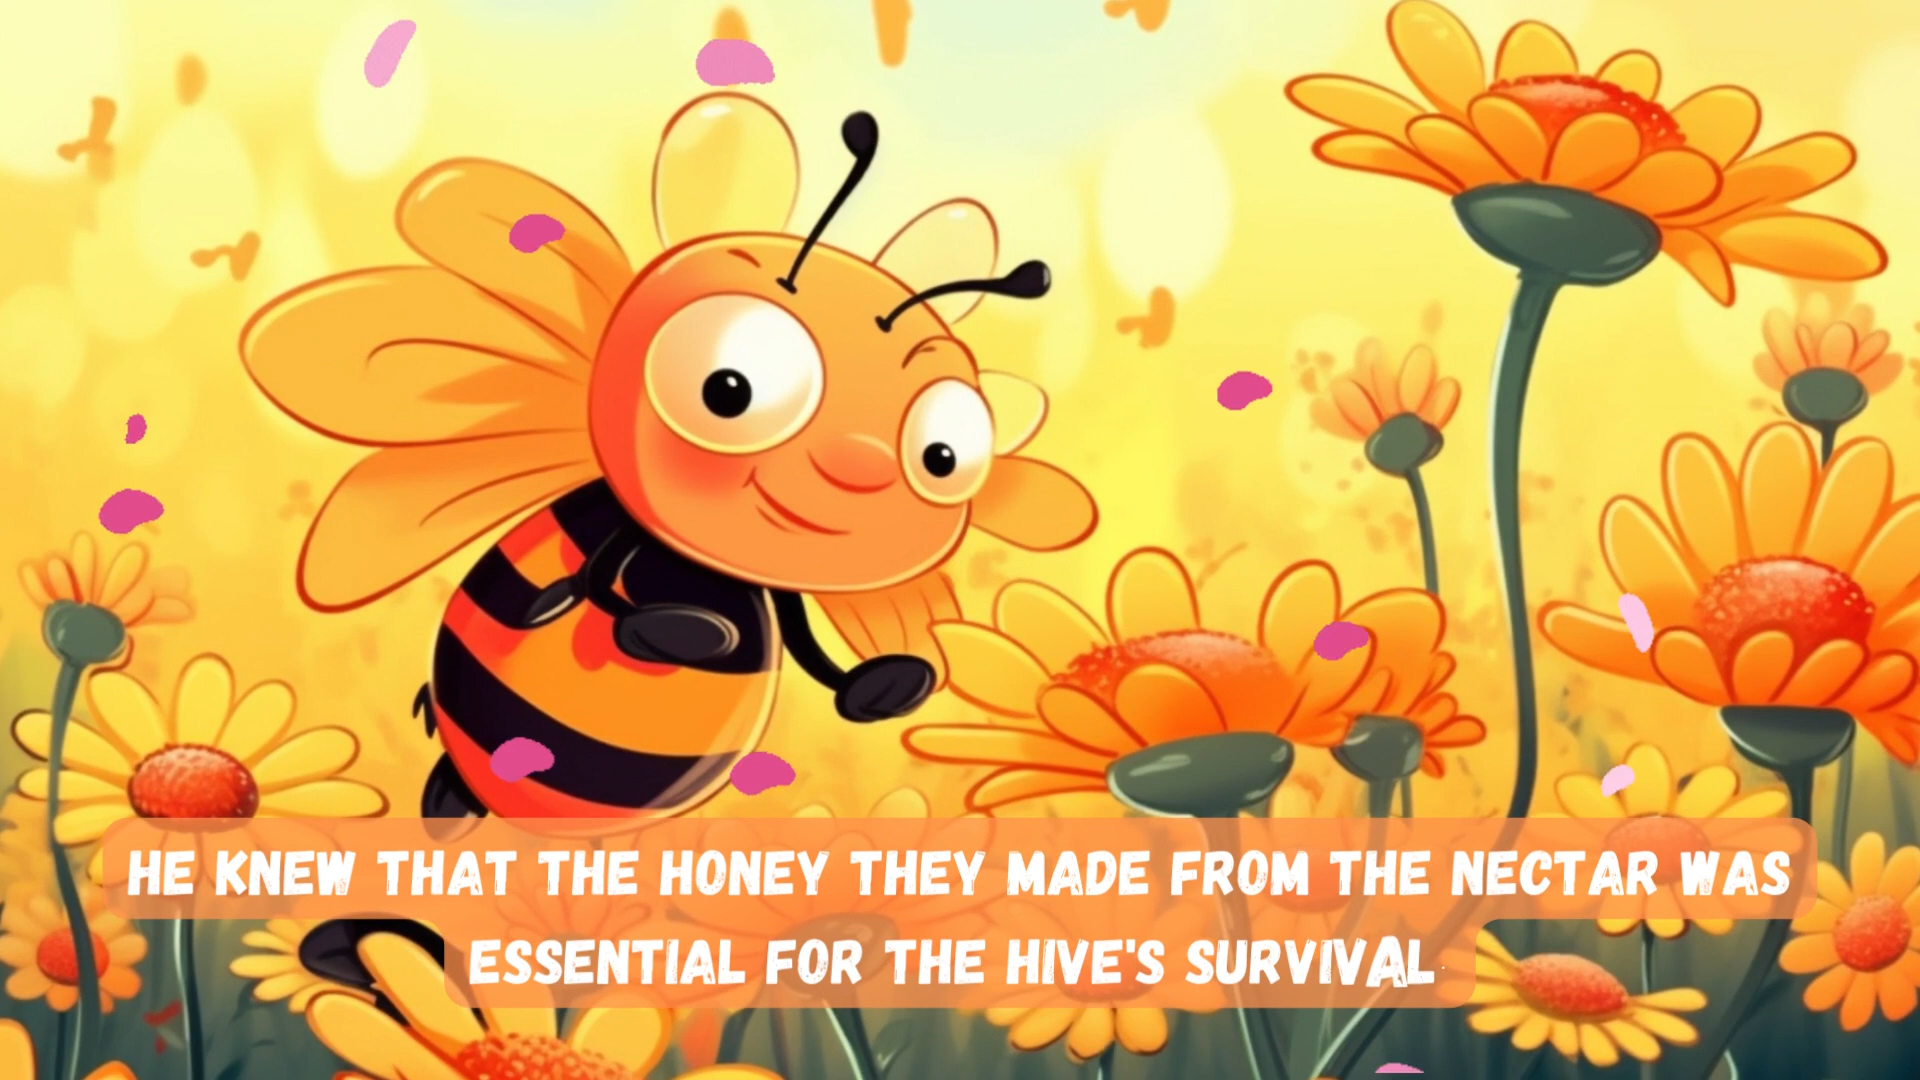 HE KNEW THAT THE HONEY THEY MADE FROM THE NECTAR WAS
ESSENTIAL FOR THE HIVE'S SURVIVAL.